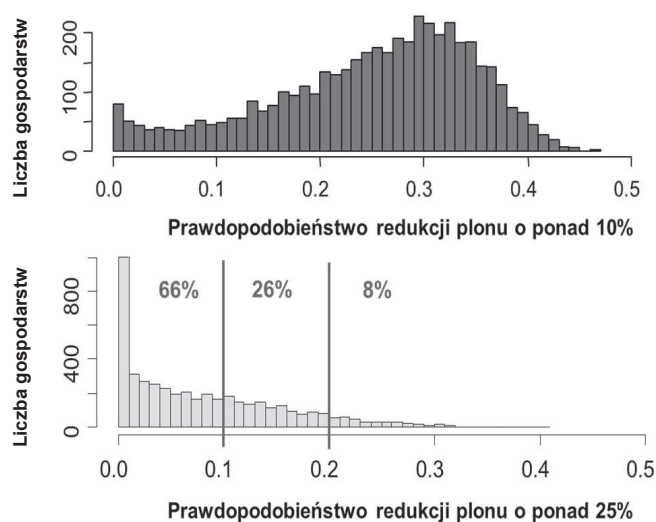 Liczba gospodarstw
200
100
0
0.0 0.1 0.2 0.3 0.4 0.5
Prawdopodobieństwo redukcji plonu o ponad 10%
Liczba gospodarstw
800
400
0
66% 26% 8%
0.0 0.1 0.2 0.3 0.4 0.5
Prawdopodobieństwo redukcji plonu o ponad 25%